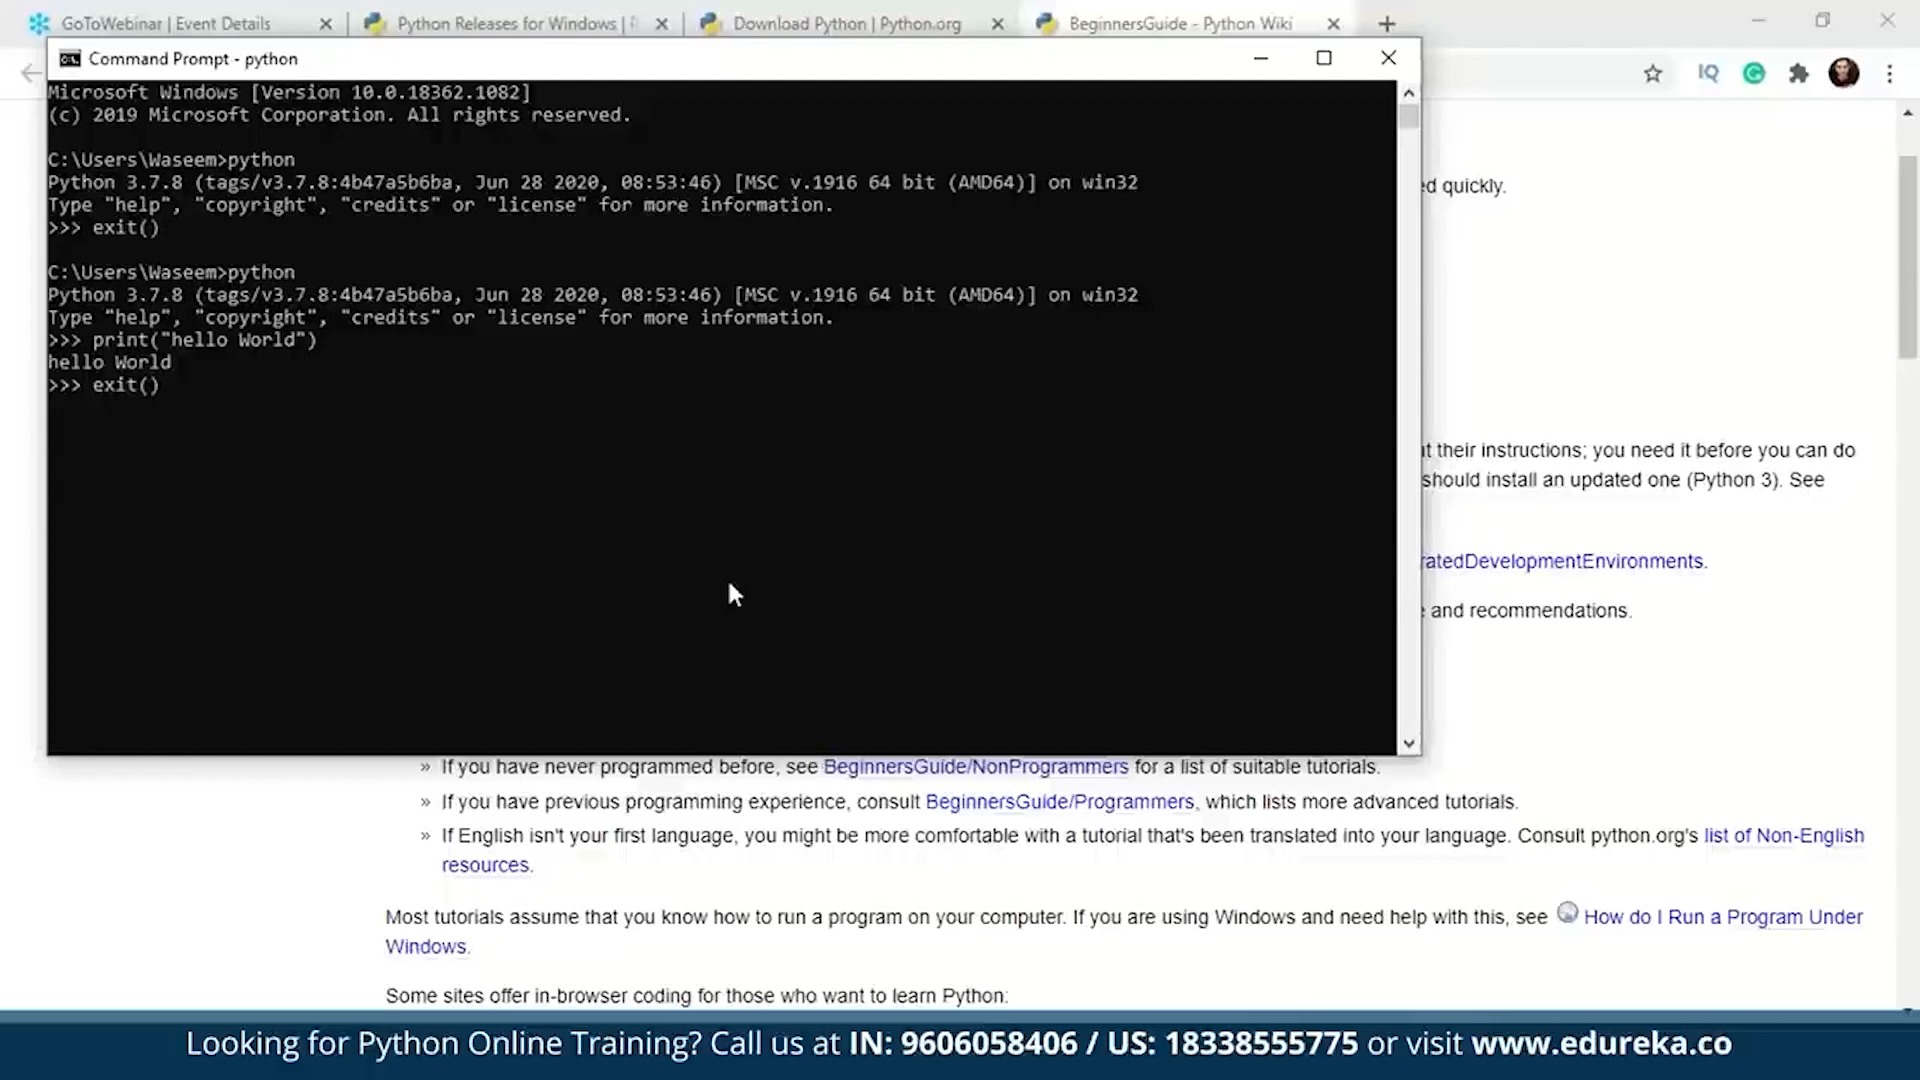 GoToWebinar | Event Details
Python Releases for Windows |
Download Python | Python.org
BeginnersGuide - Python Wiki
IQ
Command Prompt - python
Microsoft Windows [Version 10.0.18362.1082]
(c) 2019 Microsoft Corporation. All rights reserved.
C:\Users\Waseem>python
Python 3.7.8 (tags/v3.7.8:4b47a5b6ba, Jun 28 2020, 08:53:46) [MSC v.1916 64 bit (AMD64)] on win32
Type "help", "copyright", "credits" or "license" for more information.
>>> exit()
C:\Users\Waseem>python
Python 3.7.8 (tags/v3.7.8:4b47a5b6ba, Jun 28 2020, 08:53:46) [MSC v.1916 64 bit (AMD64)] on win32
Type "help", "copyright", "credits" or "license" for more information.
>>> print("hello World")
hello World
>>> exit()
quickly.
their instructions; you need it before you can do
should install an updated one (Python 3). See
ratedDevelopmentEnvironments.
and recommendations.
» If you have never programmed before, see BeginnersGuide/NonProgrammers for a list of suitable tutorials.
» If you have previous programming experience, consult BeginnersGuide/Programmers, which lists more advanced tutorials.
» If English isn't your first language, you might be more comfortable with a tutorial that's been translated into your language. Consult python.org's list of Non-English
resources.
Most tutorials assume that you know how to run a program on your computer. If you are using Windows and need help with this, see How do I Run a Program Under
Windows.
Some sites offer in-browser coding for those who want to learn Python:
Looking for Python Online Training? Call us at IN: 9606058406 / US: 18338555775 or visit www.edureka.co